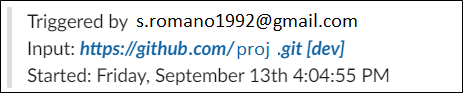 Triggered by s.romano1992@gmail.com
Input: https://github.com/proj .git [dev]
Started: Friday, September 13th 4:04:55 PM